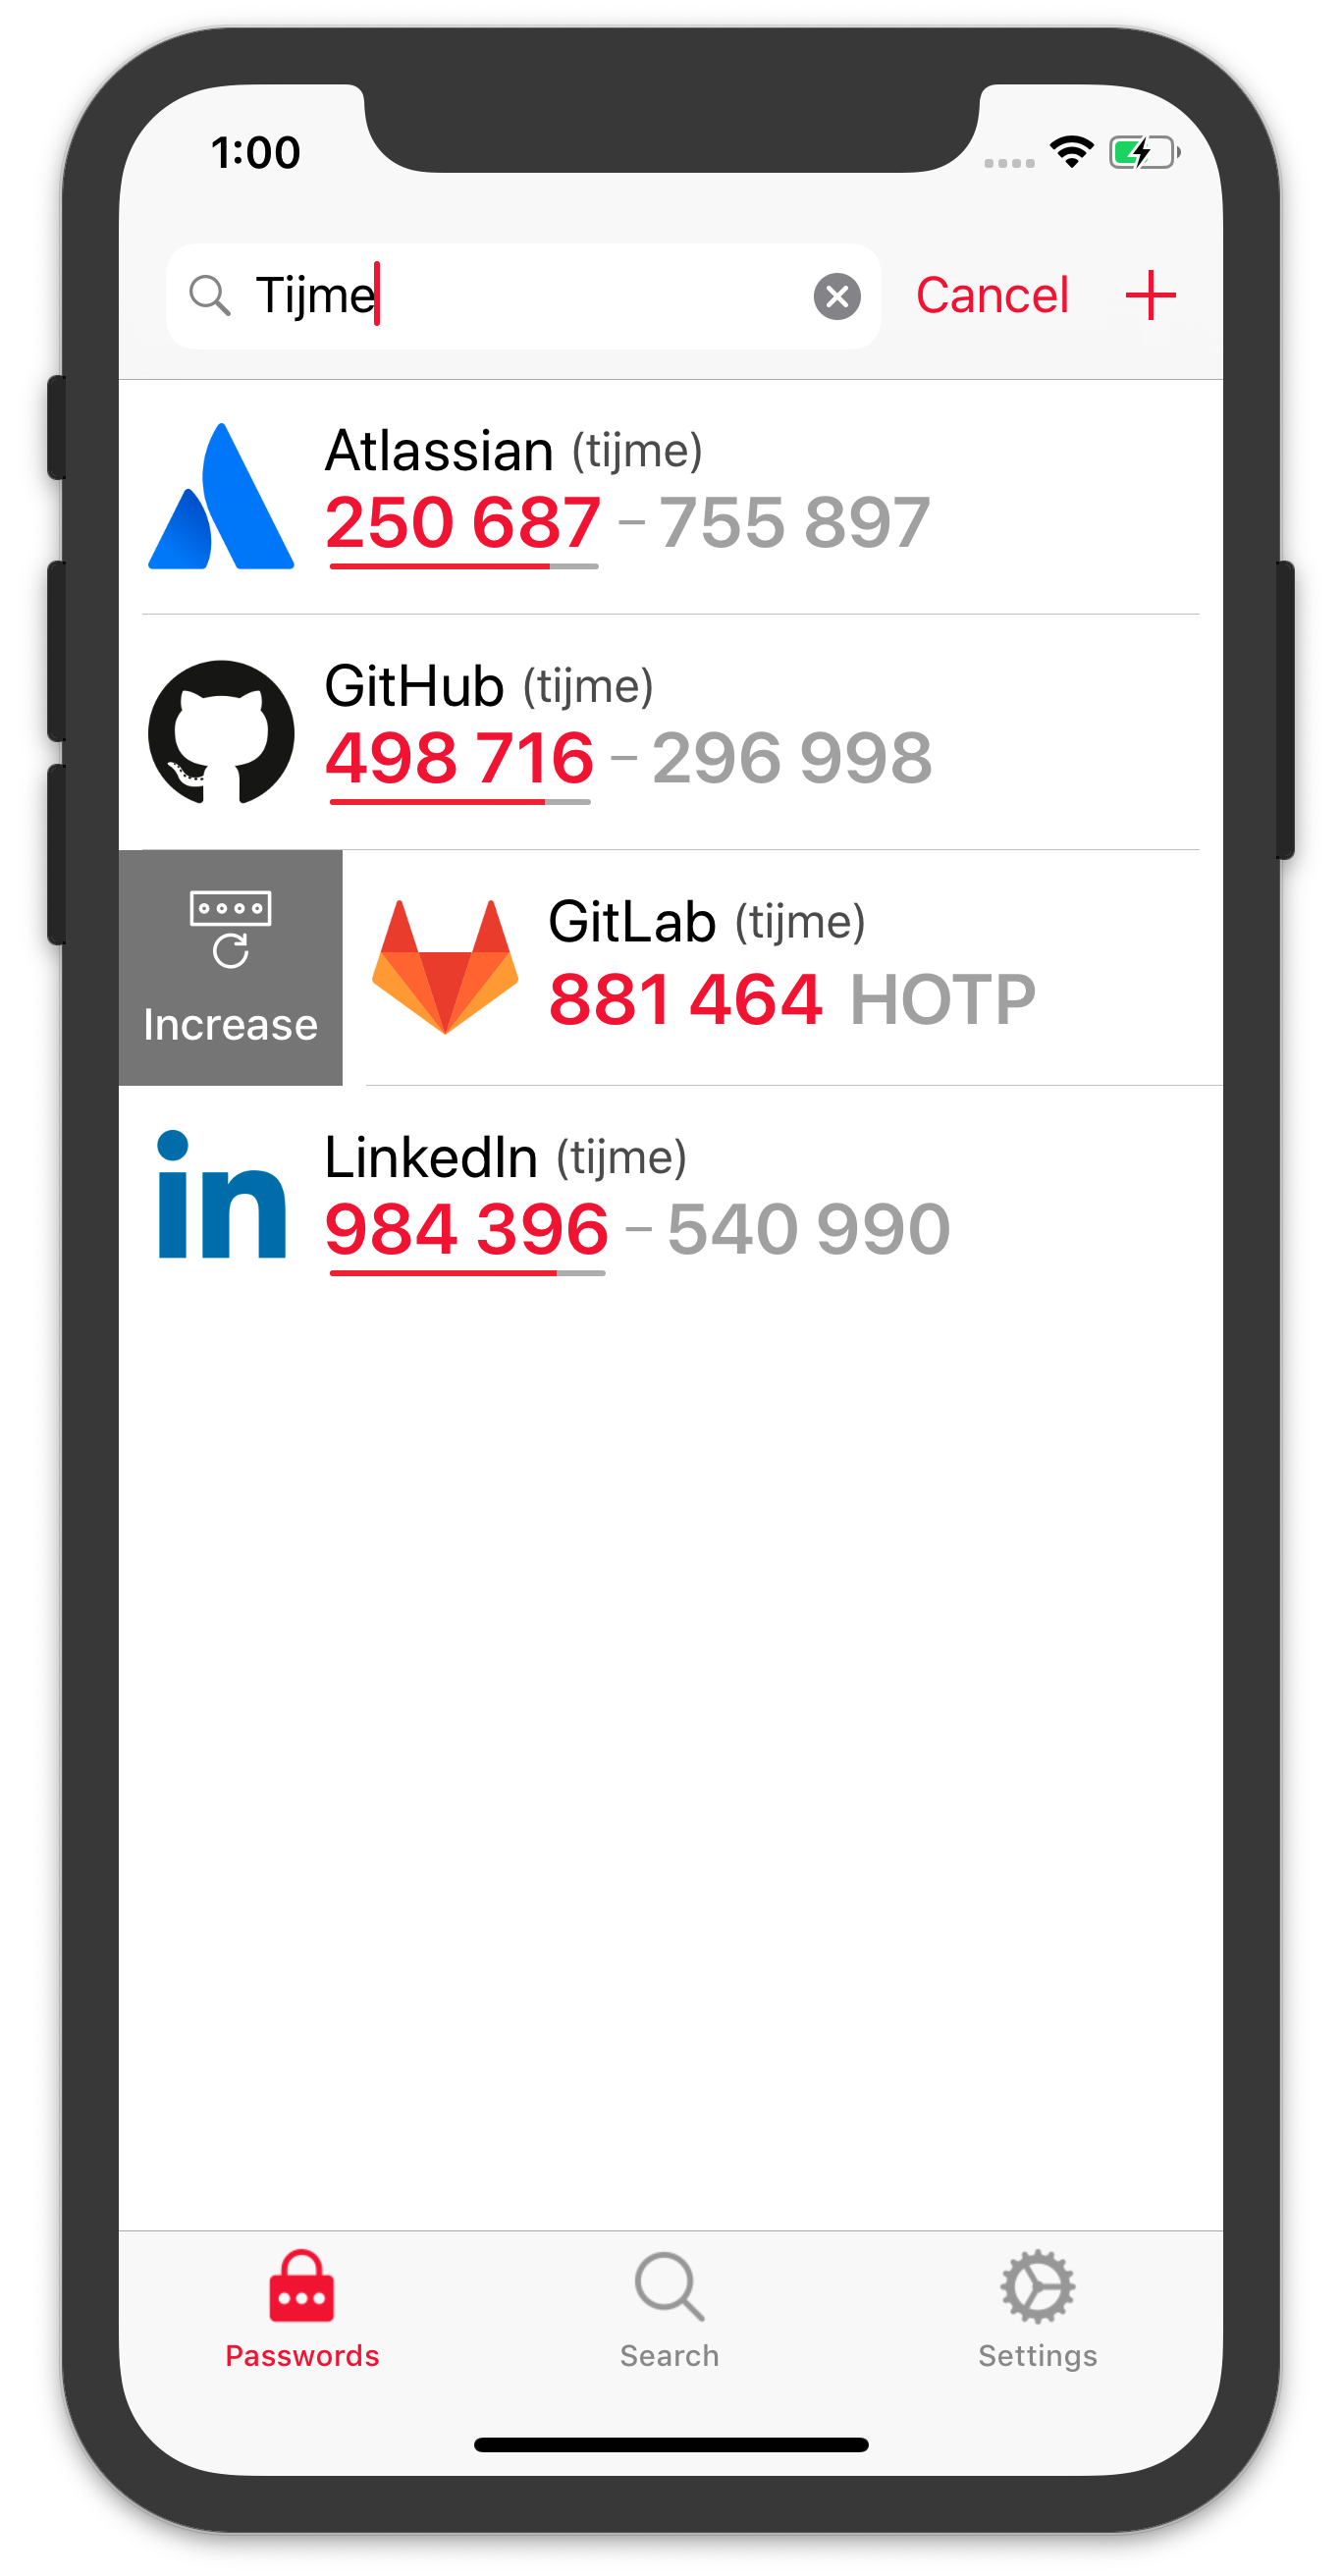 1:00
Tijme Cancel
Atlassian (tijme)
250 687 – 755 897
GitHub (tijme)
498 716 – 296 998
Increase
GitLab (tijme)
881 464 HOTP
in
LinkedIn (tijme)
984 396 – 540 990
Passwords Search Settings